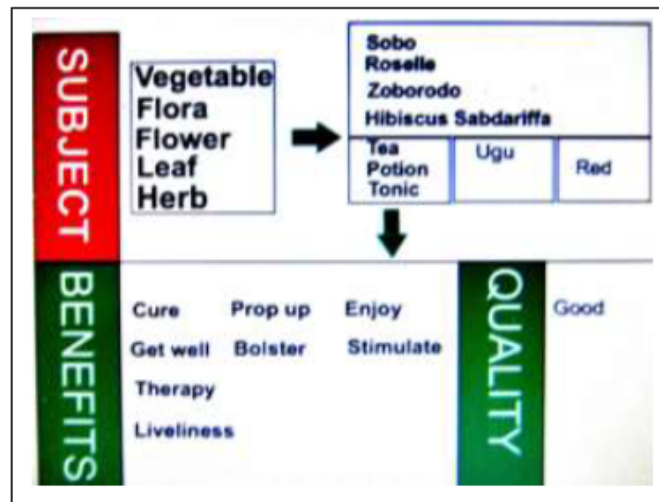 SUBJECT
Vegetable
Flora
Flower
Leaf
Herb
Sobo
Roselle
Zoborodo
Hibiscus Sabdariffa
Tea
Potion
Tonic
Ugu
Red
BENEFITS
Cure Prop up Enjoy
Get well Bolster Stimulate
Therapy
Liveliness
QUALITY
Good